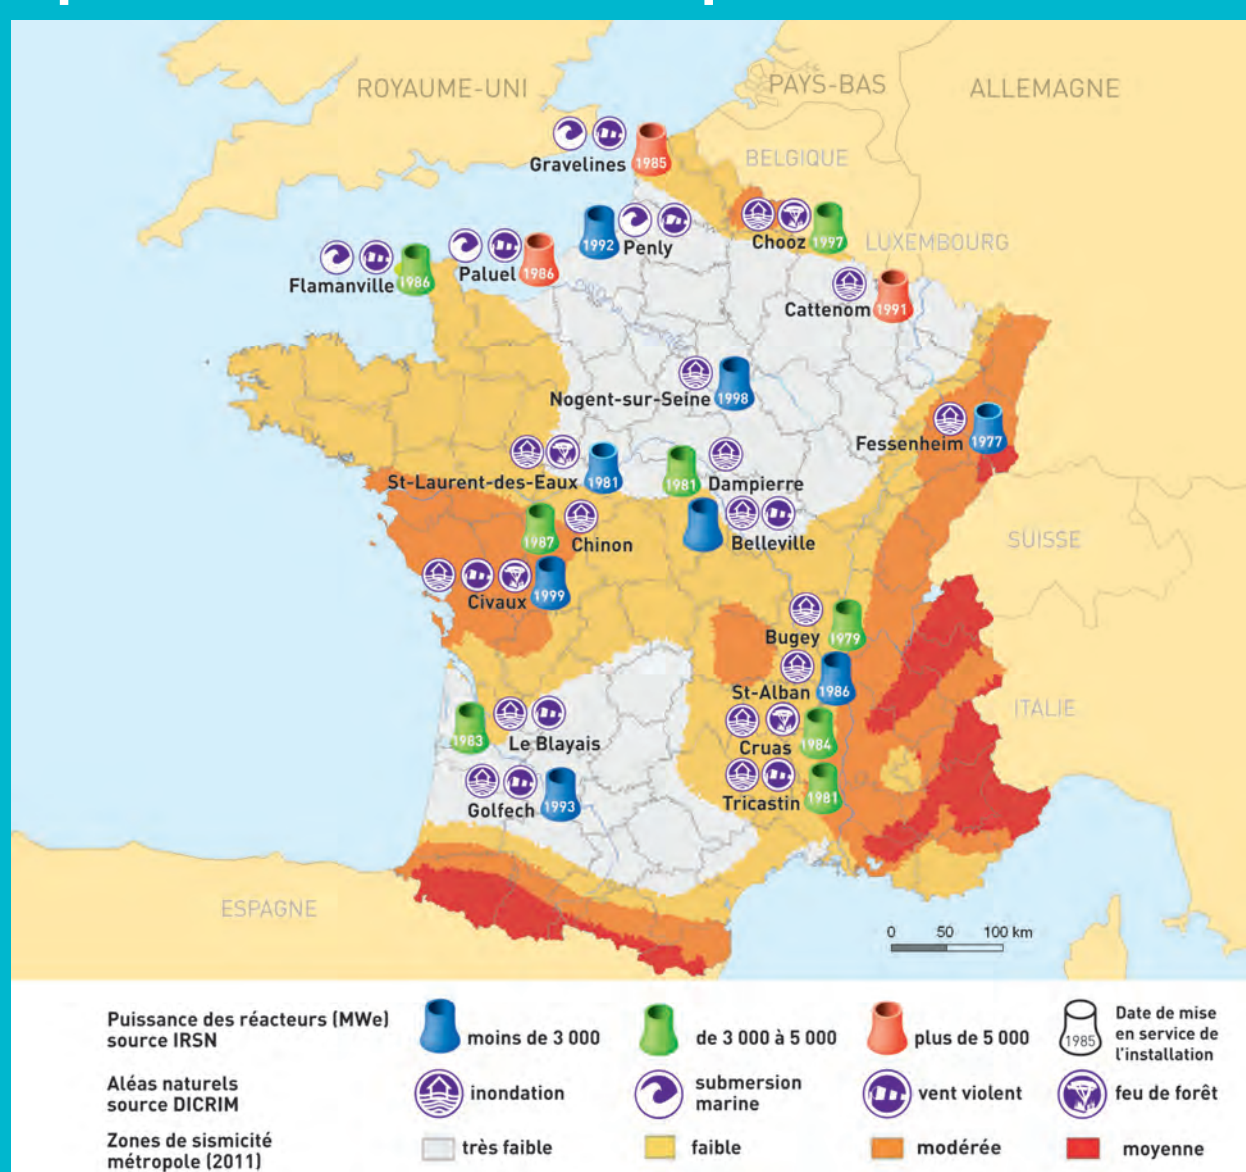 ROYAUME-UNI
PAYS-BAS
ALLEMAGNE
BELGIQUE
LUXEMBOURG
SUISSE
ITALIE
ESPAGNE
Gravelines
1985
1992
Penly
Chooz
1997
Paluel
1986
Flamanville
1986
Cattenom
1991
Nogent-sur-Seine
1998
Fessenheim
1977
St-Laurent-des-Eaux
1981
1981
Dampierre
1987
Chinon
Belleville
Civaux
1999
Bugey
1979
St-Alban
1986
1983
Le Blayais
Cruas
1984
Golfech
1993
Tricastin
1981
0 50 100 km
Puissance des réacteurs (MWe)
source IRSN
moins de 3 000
de 3 000 à 5 000
plus de 5 000
1985
Date de mise
en service de
l'installation
Aléas naturels
source DICRIM
inondation
submersion
marine
vent violent
feu de forêt
Zones de sismicité
métropole (2011)
très faible
faible
modérée
moyenne